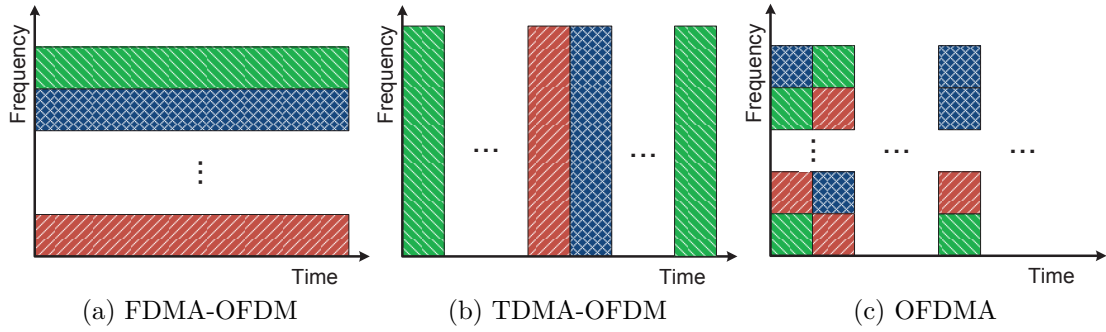 Frequency
⋮
Time
(a) FDMA-OFDM
Frequency
...
...
Time
(b) TDMA-OFDM
Frequency
⋮
...
...
Time
(c) OFDMA